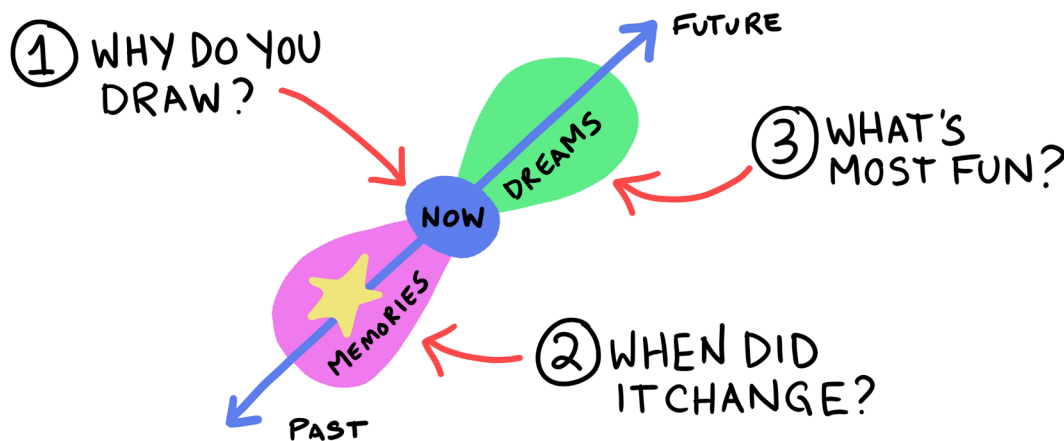 ① WHY DO YOU
DRAW?
FUTURE
DREAMS
③ WHAT'S
MOST FUN?
NOW
MEMORIES
② WHEN DID
IT CHANGE?
PAST